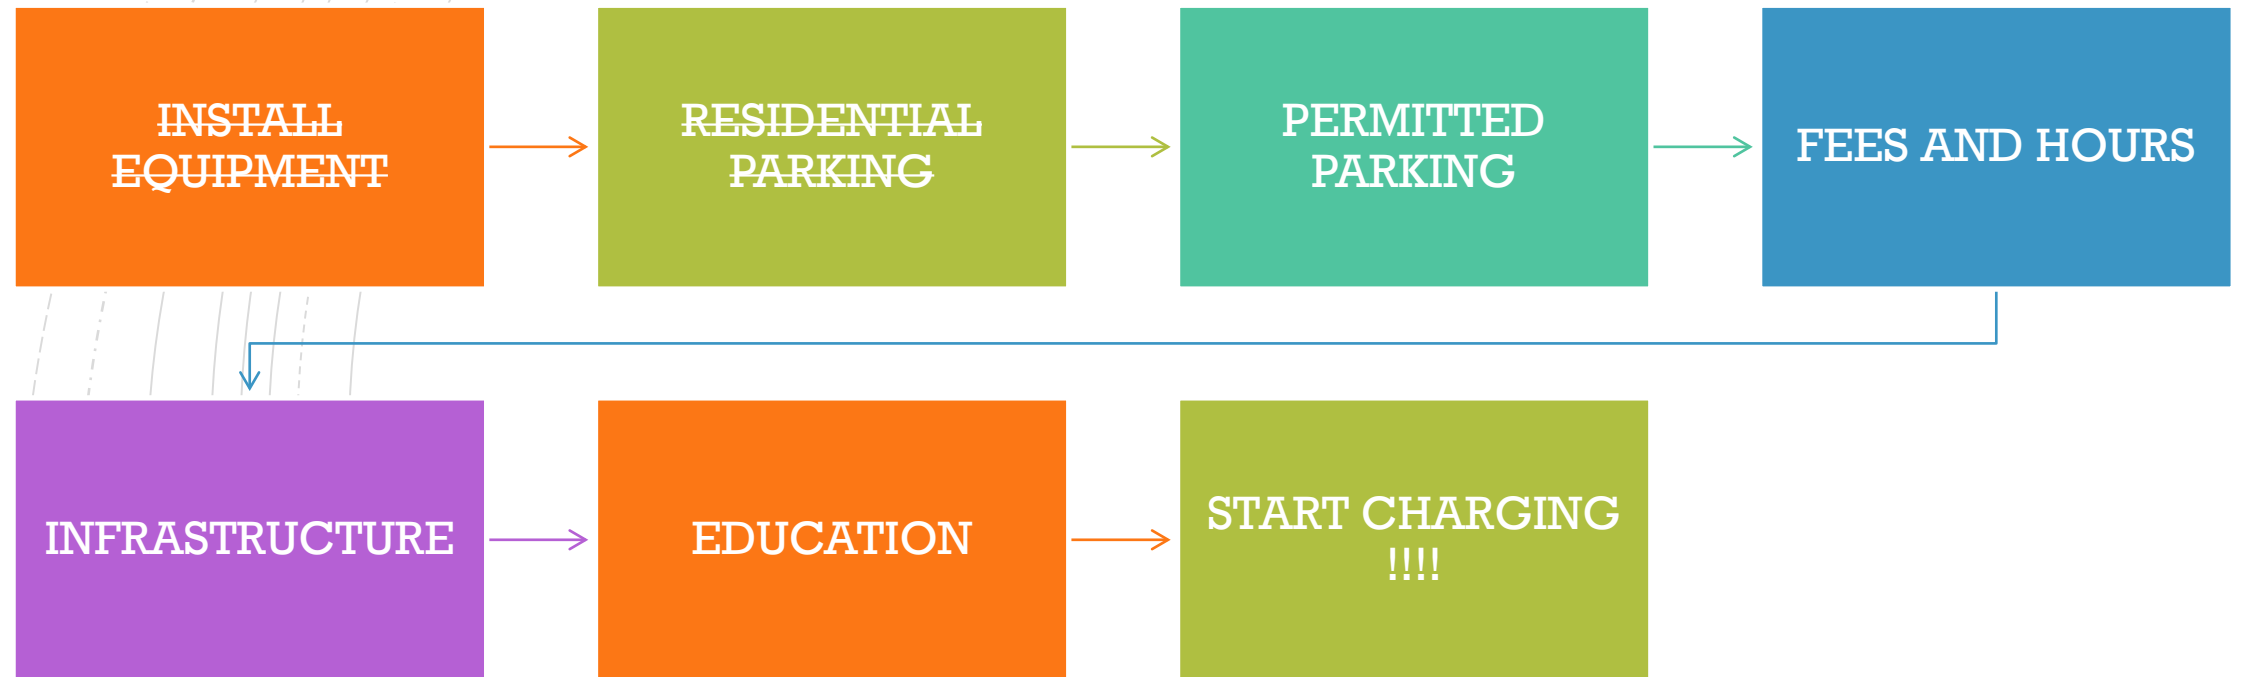 INSTALL
EQUIPMENT
RESIDENTIAL
PARKING
PERMITTED
PARKING
FEES AND HOURS
INFRASTRUCTURE
EDUCATION
START CHARGING
!!!!